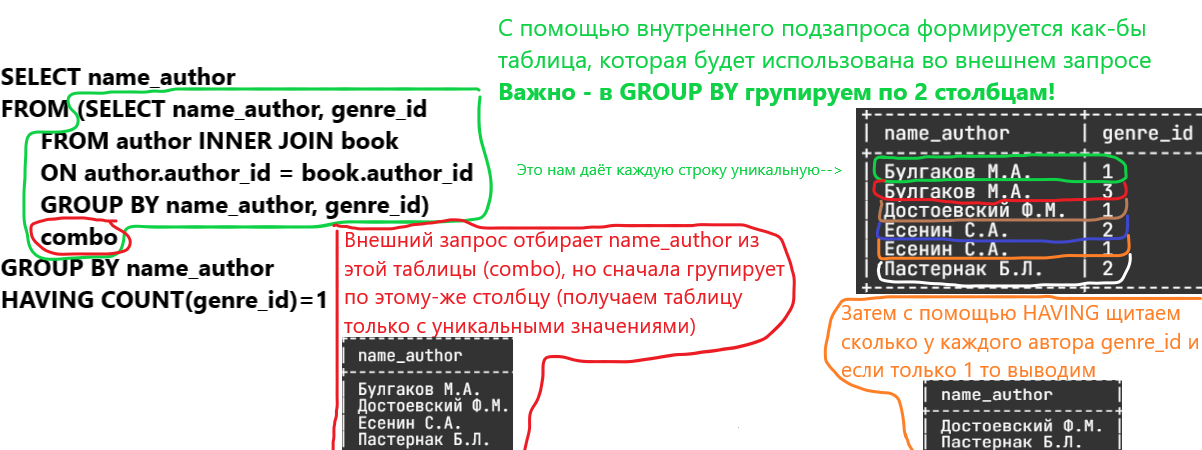 С помощью внутреннего подзапроса формируется как-бы
таблица, которая будет использована во внешнем запросе
Важно - в GROUP BY групируем по 2 столбцам!
SELECT name_author
FROM (SELECT name_author, genre_id
FROM author INNER JOIN book
ON author.author_id = book.author_id
GROUP BY name_author, genre_id)
combo
GROUP BY name_author
HAVING COUNT(genre_id)=1
Это нам даёт каждую строку уникальную-->
name_author | genre_id
Булгаков М.А. | 1
Булгаков М.А. | 3
Достоевский Ф.М. | 1
Есенин С.А. | 2
Есенин С.А. | 1
Пастернак Б.Л. | 2
Внешний запрос отбирает name_author из
этой таблицы (combo), но сначала групирует
по этому-же столбцу (получаем таблицу
только с уникальными значениями)
name_author
Булгаков М.А.
Достоевский Ф.М.
Есенин С.А.
Пастернак Б.Л.
Затем с помощью HAVING щитаем
сколько у каждого автора genre_id и
если только 1 то выводим
name_author
Достоевский Ф.М.
Пастернак Б.Л.